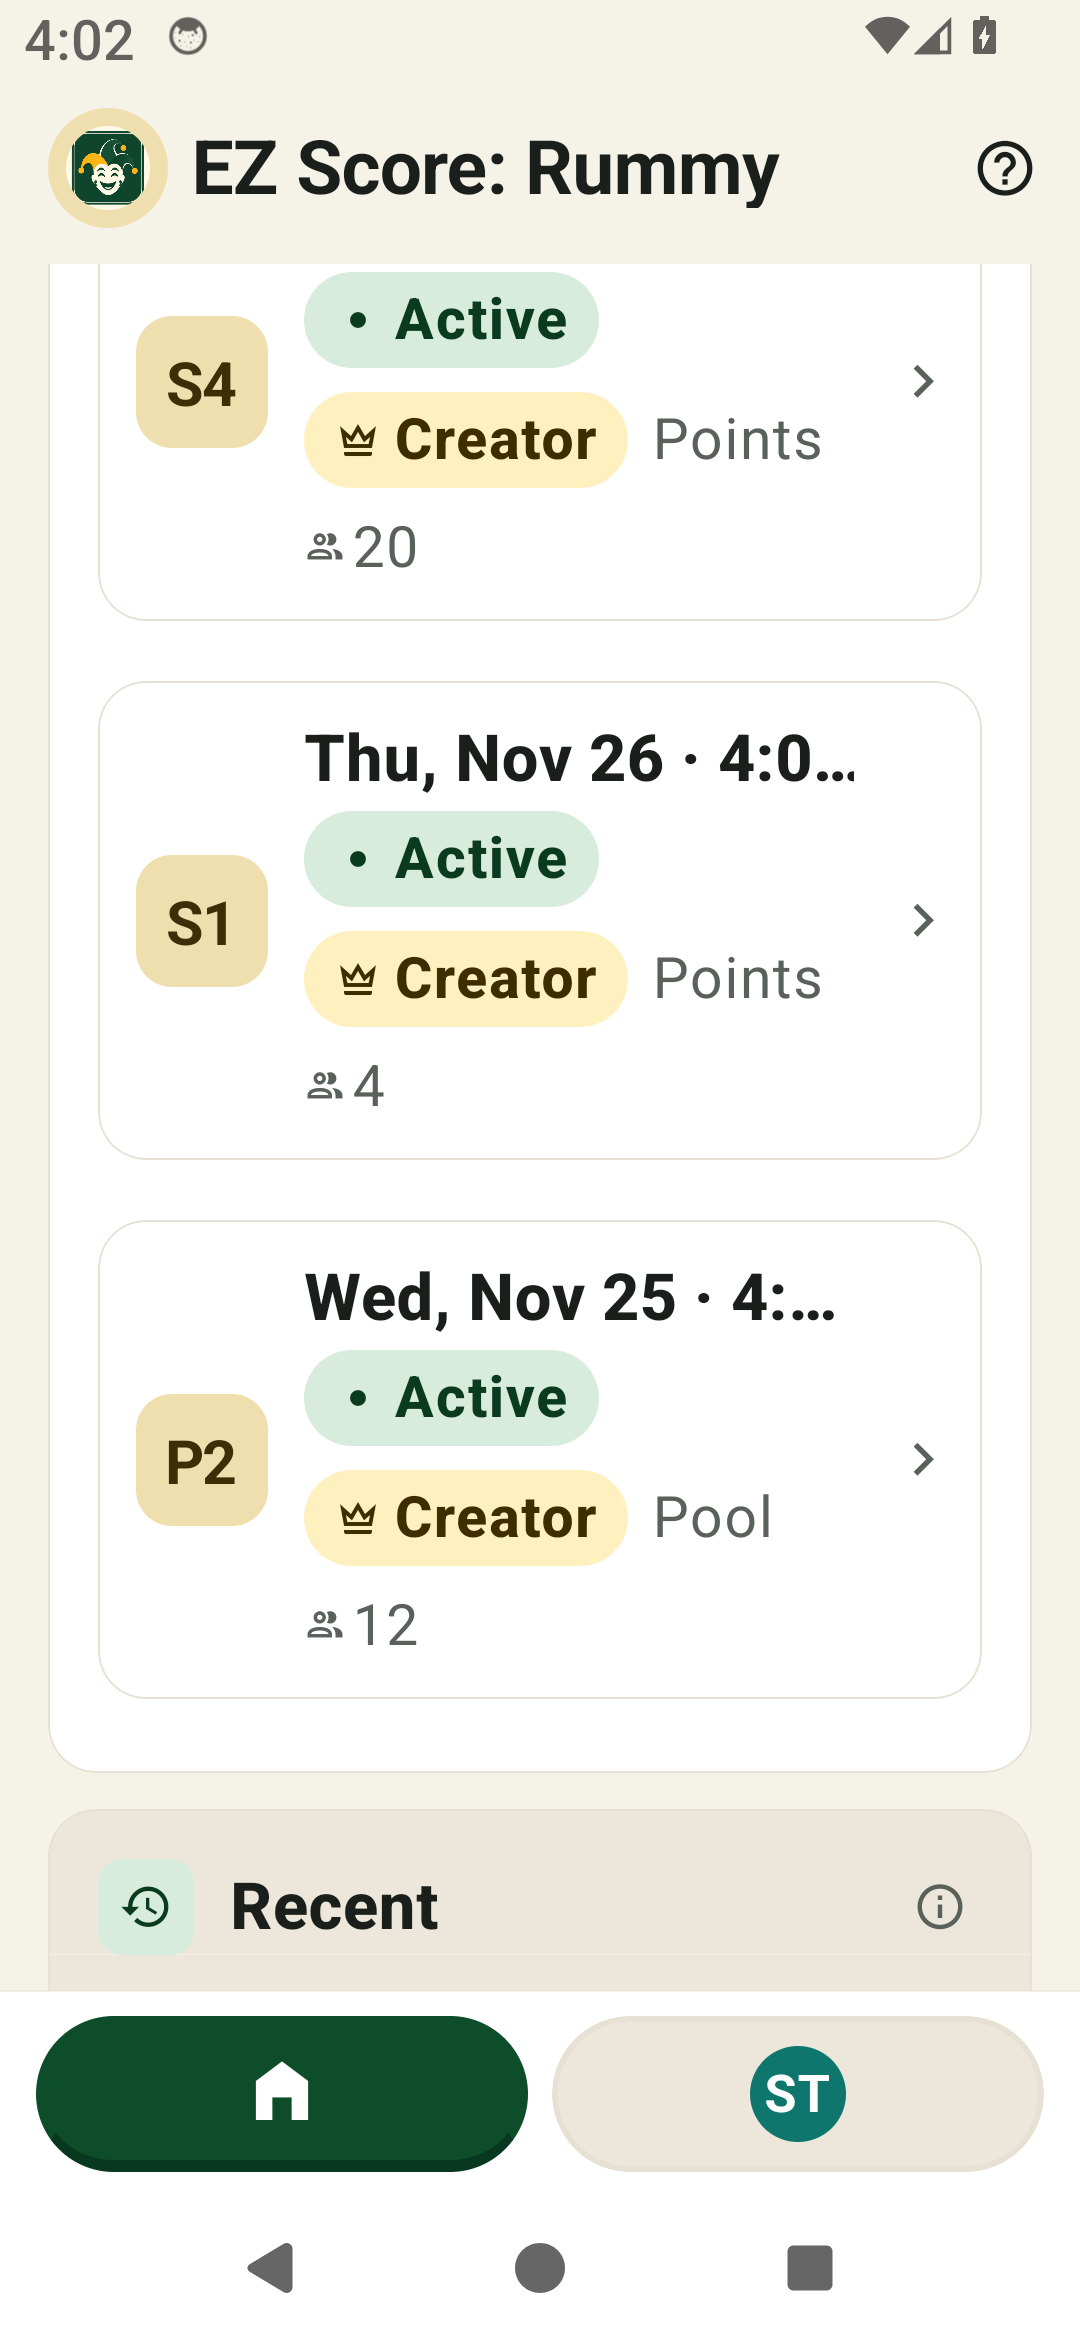 4:02
EZ Score: Rummy
• Active
S4
Creator Points
20
Thu, Nov 26 · 4:0…
• Active
S1
Creator Points
4
Wed, Nov 25 · 4:…
• Active
P2
Creator Pool
12
Recent
ST